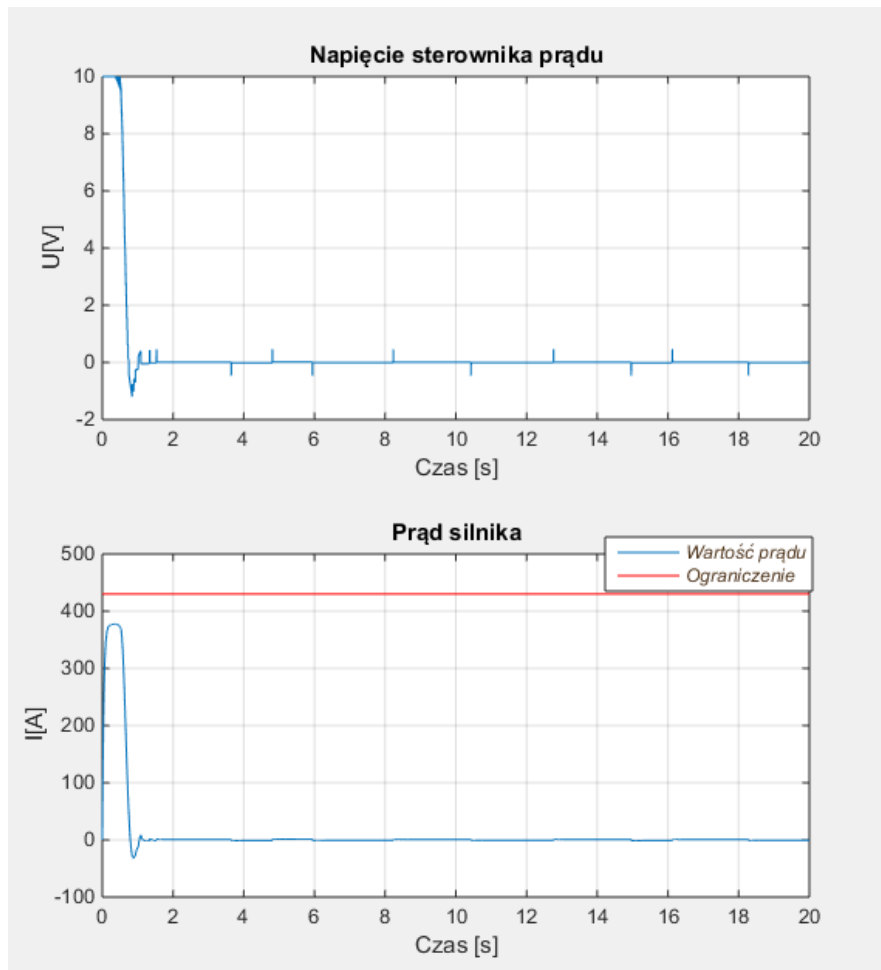 Napięcie sterownika prądu
10
8
6
4
2
0
-2
U[V]
0 2 4 6 8 10 12 14 16 18 20
Czas [s]
Prąd silnika
Wartość prądu
Ograniczenie
500
400
300
200
100
0
-100
I[A]
0 2 4 6 8 10 12 14 16 18 20
Czas [s]